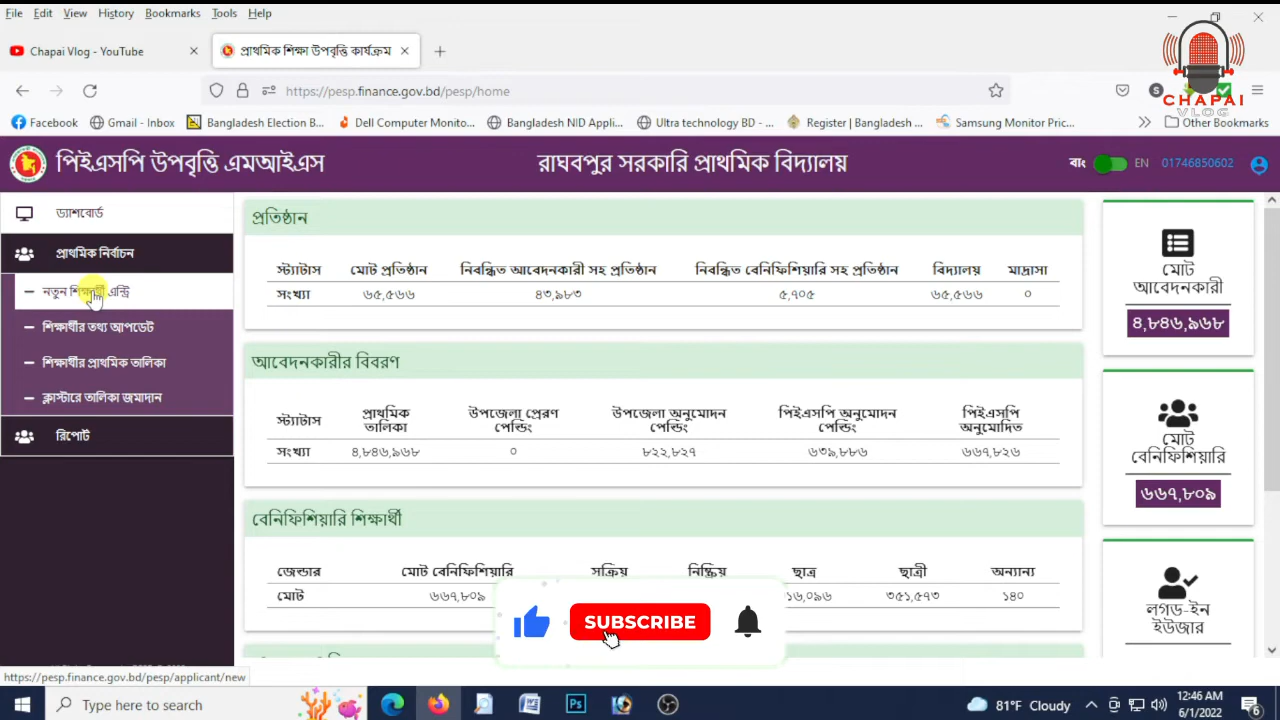 File Edit View History Bookmarks Tools Help
Chapai Vlog - YouTube
প্রাথমিক শিক্ষা উপবৃত্তি কার্যক্রম
CHAPAI
VLOG
https://pesp.finance.gov.bd/pesp/home
Facebook Gmail - Inbox Bangladesh Election B... Dell Computer Monito... Bangladesh NID Appli... Ultra technology BD - ... Register | Bangladesh ... Samsung Monitor Pric... Other Bookmarks
পিইএসপি উপবৃত্তি এমআইএস
রাঘবপুর সরকারি প্রাথমিক বিদ্যালয়
বাং EN 01746850602
ড্যাশবোর্ড
প্রাথমিক নির্বাচন
নতুন শিক্ষার্থী এন্ট্রি
শিক্ষার্থীর তথ্য আপডেট
শিক্ষার্থীর প্রাথমিক তালিকা
ক্লাস্টারে তালিকা জমাদান
রিপোর্ট
প্রতিষ্ঠান
স্ট্যাটাস মোট প্রতিষ্ঠান নিবন্ধিত আবেদনকারী সহ প্রতিষ্ঠান নিবন্ধিত বেনিফিশিয়ারি সহ প্রতিষ্ঠান বিদ্যালয় মাদ্রাসা
সংখ্যা ৬৫,৫৬৬ ৪৩,৯৮৩ ৫,৭০৫ ৬৫,৫৬৬ ০
আবেদনকারীর বিবরণ
স্ট্যাটাস প্রাথমিক তালিকা উপজেলা প্রেরণ পেন্ডিং উপজেলা অনুমোদন পেন্ডিং পিইএসপি অনুমোদন পেন্ডিং পিইএসপি অনুমোদিত
সংখ্যা ৪,৮৪৬,৯৬৮ ০ ৮২২,৮২৭ ৬৩৯,৮৮৬ ৬৬৭,৮২৬
বেনিফিশিয়ারি শিক্ষার্থী
জেন্ডার মোট বেনিফিশিয়ারি সক্রিয় নিষ্ক্রিয় ছাত্র ছাত্রী অন্যান্য
মোট ৬৬৭,৮০৯ ১৬,০৯৬ ৩৫১,৫৭৩ ১৪০
মোট
আবেদনকারী
৪,৮৪৬,৯৬৮
মোট
বেনিফিশিয়ারি
৬৬৭,৮০৯
লগড-ইন
ইউজার
SUBSCRIBE
https://pesp.finance.gov.bd/pesp/applicant/new
Type here to search
Ps
81°F Cloudy
12:46 AM
6/1/2022
6